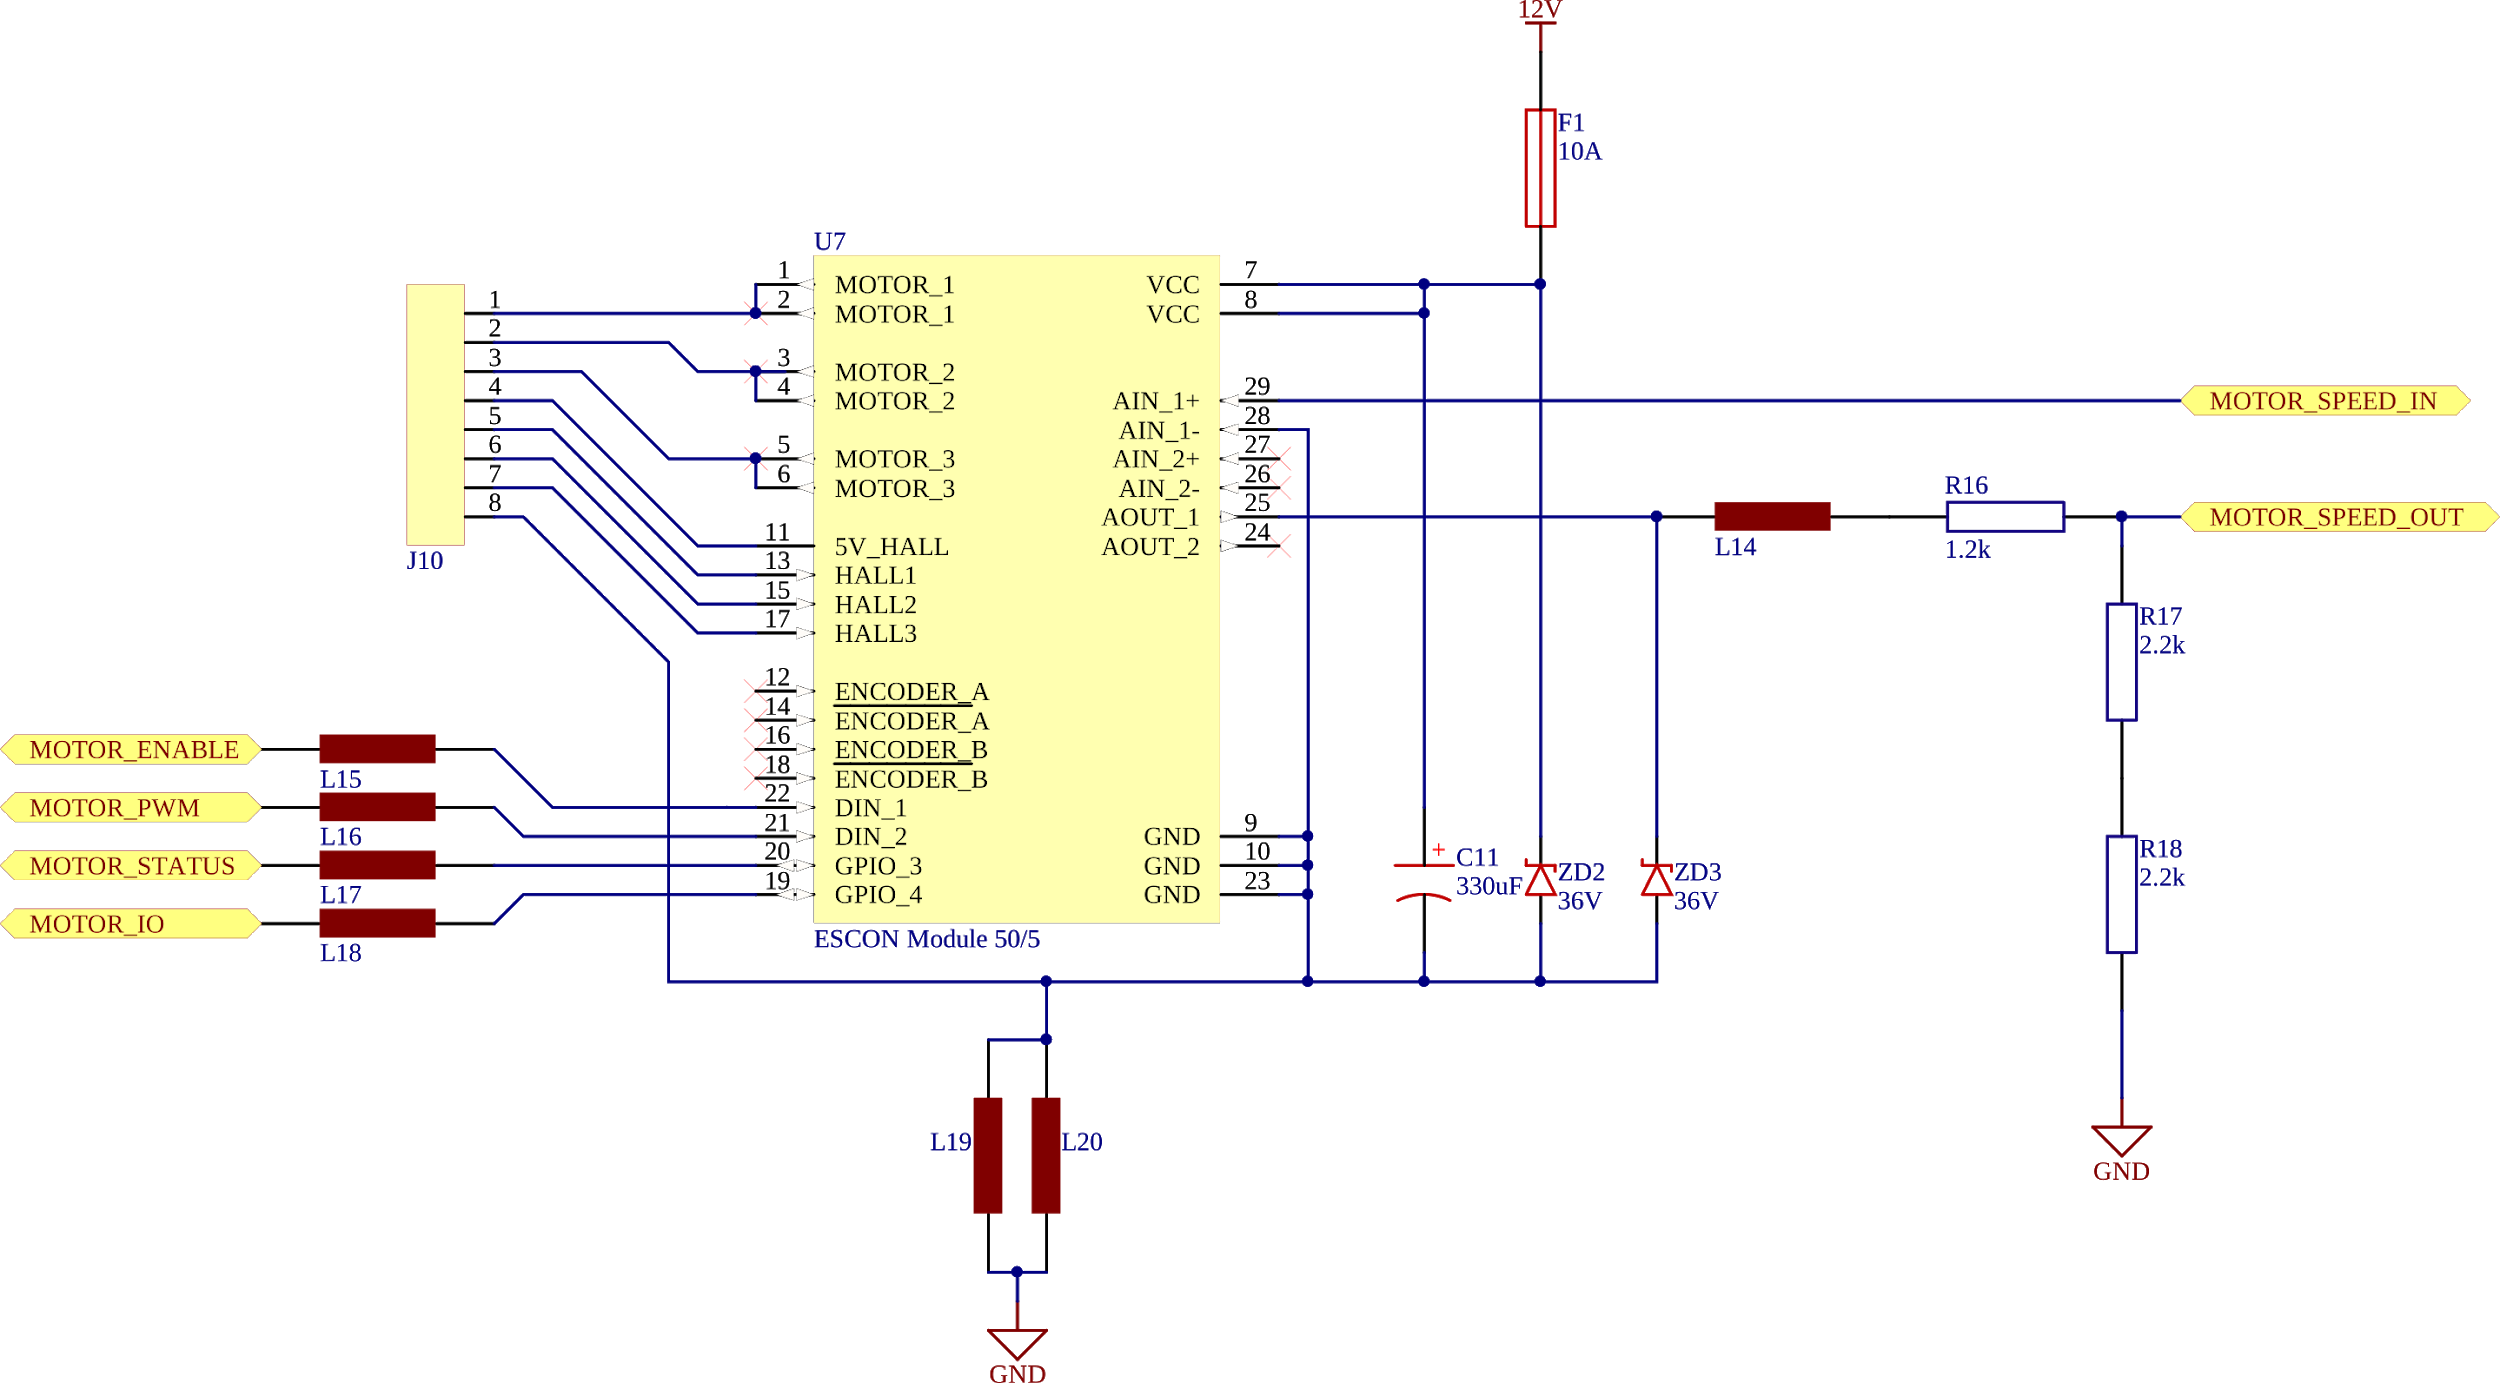 12V
F1
10A
U7
1
2
3
4
5
6
7
8
J10
1
2
3
4
5
6
11
13
15
17
12
14
16
18
22
21
20
19
MOTOR_1
MOTOR_1
MOTOR_2
MOTOR_2
MOTOR_3
MOTOR_3
5V_HALL
HALL1
HALL2
HALL3
ENCODER_A
ENCODER_A
ENCODER_B
ENCODER_B
DIN_1
DIN_2
GPIO_3
GPIO_4
VCC
VCC
AIN_1+
AIN_1-
AIN_2+
AIN_2-
AOUT_1
AOUT_2
GND
GND
GND
7
8
29
28
27
26
25
24
9
10
23
ESCON Module 50/5
MOTOR_SPEED_IN
R16
1.2k
L14
MOTOR_SPEED_OUT
R17
2.2k
R18
2.2k
MOTOR_ENABLE
L15
MOTOR_PWM
L16
MOTOR_STATUS
L17
MOTOR_IO
L18
+
C11
330uF
ZD2
36V
ZD3
36V
L19
L20
GND
GND